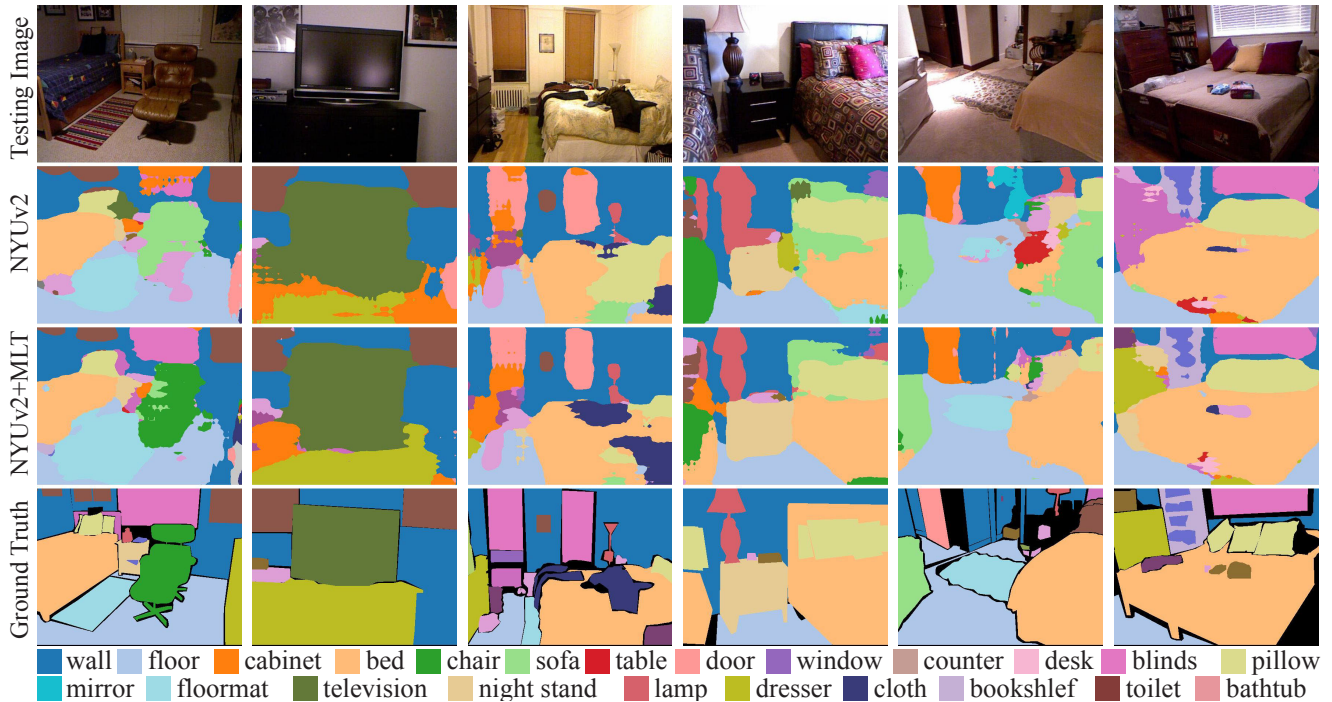 Testing Image
NYUv2
NYUv2+MLT
Ground Truth
wall floor cabinet bed chair sofa table door window counter desk blinds pillow
mirror floormat television night stand lamp dresser cloth bookshlef toilet bathtub